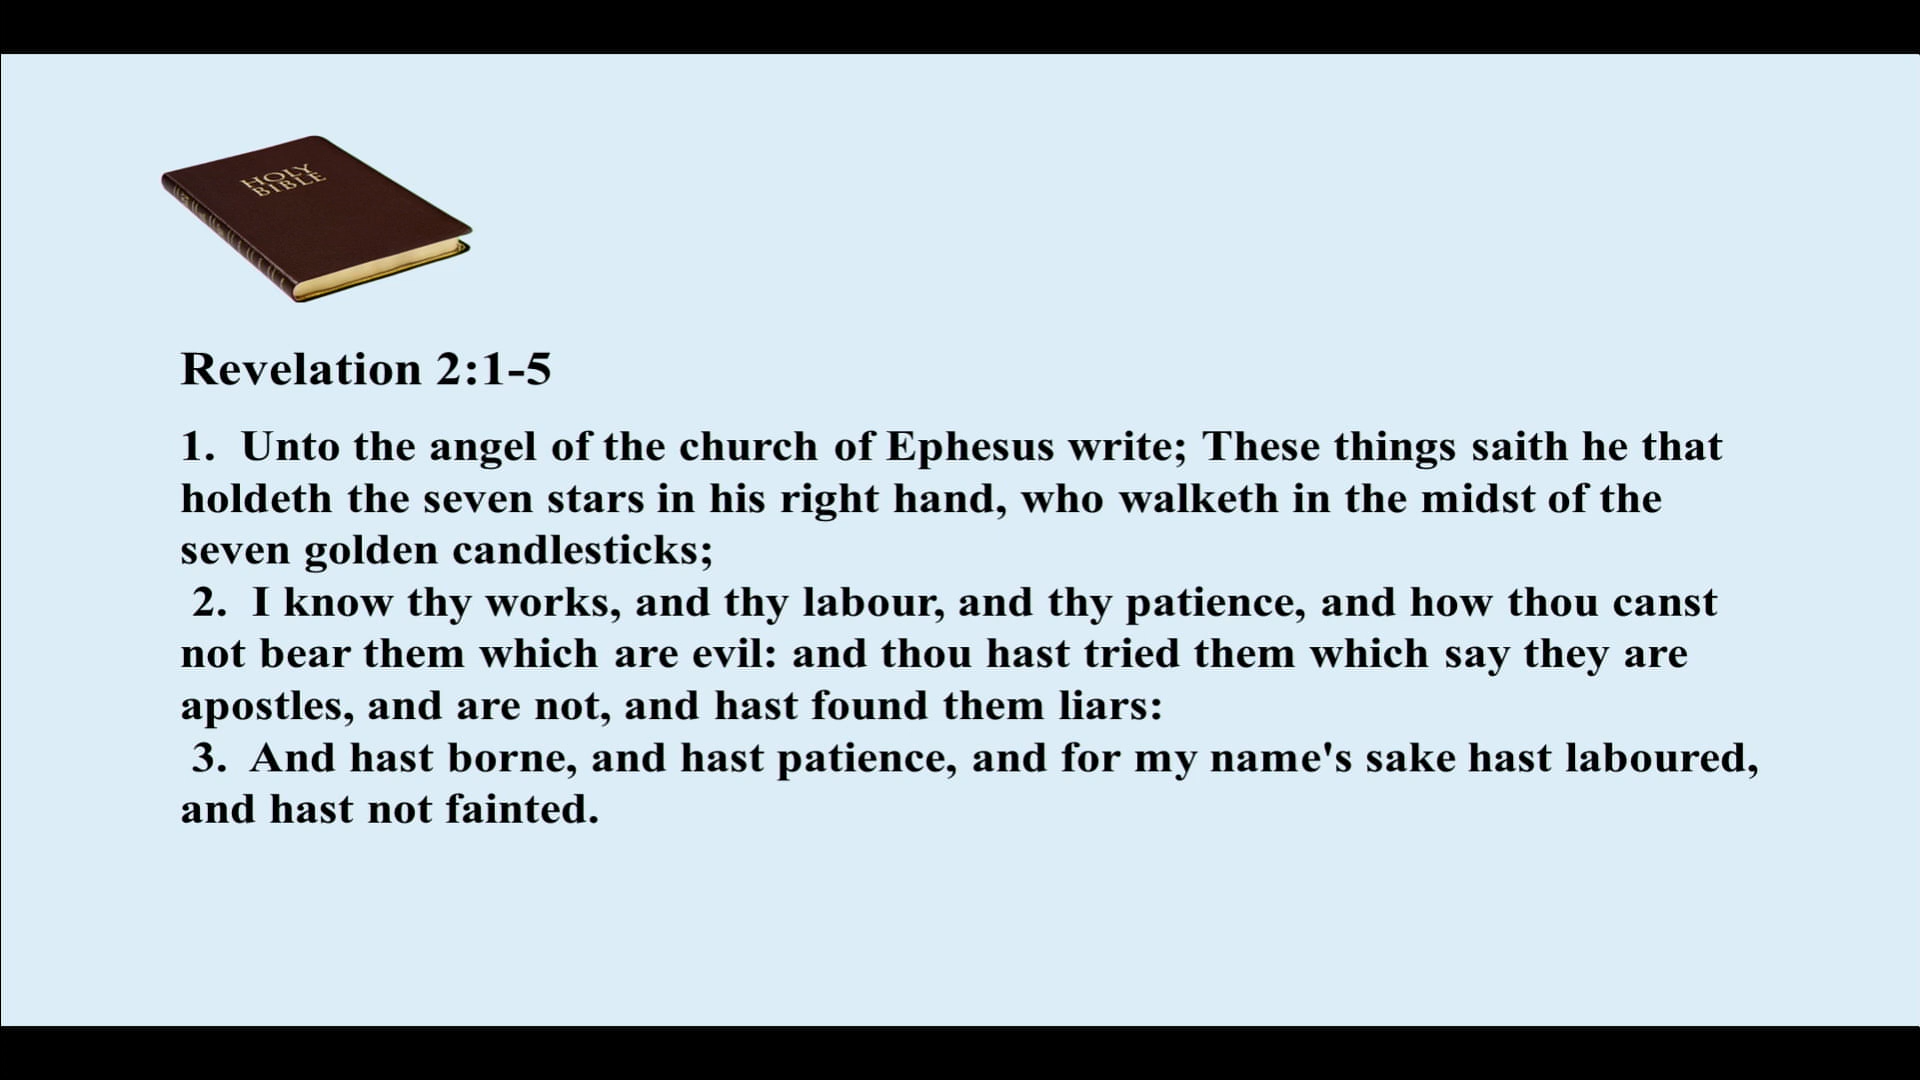 HOLY
BIBLE
Revelation 2:1-5
1.  Unto the angel of the church of Ephesus write; These things saith he that
holdeth the seven stars in his right hand, who walketh in the midst of the
seven golden candlesticks;
2.  I know thy works, and thy labour, and thy patience, and how thou canst
not bear them which are evil: and thou hast tried them which say they are
apostles, and are not, and hast found them liars:
3.  And hast borne, and hast patience, and for my name's sake hast laboured,
and hast not fainted.